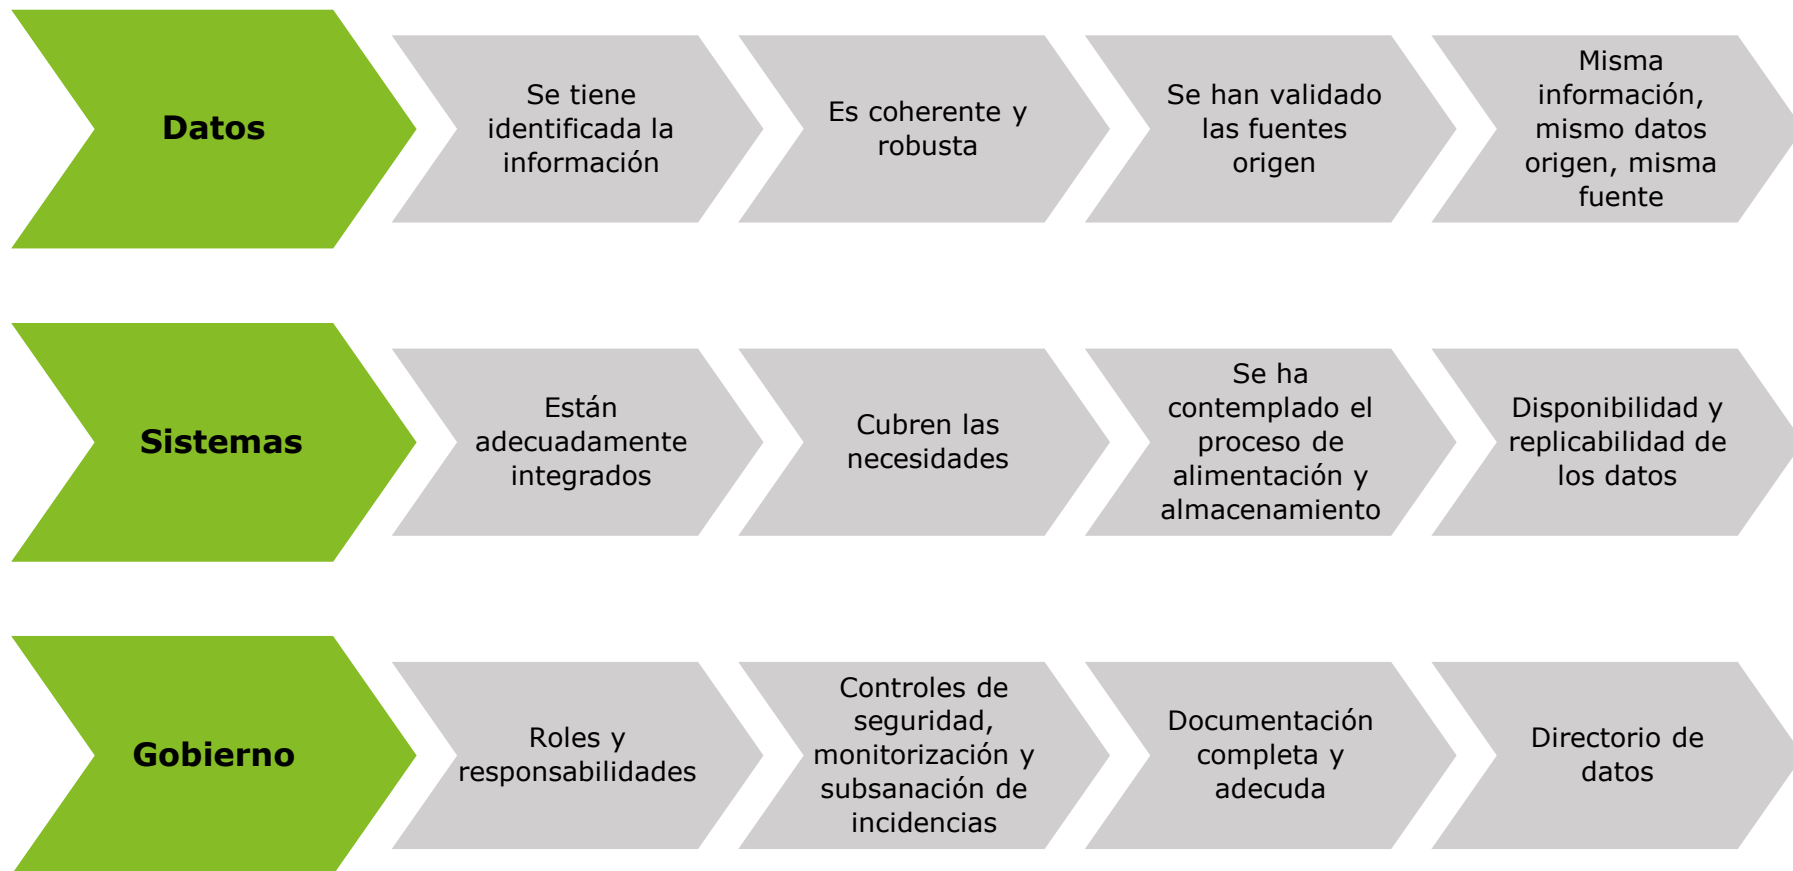 Datos
Se tiene
identificada la
información
Es coherente y
robusta
Se han validado
las fuentes
origen
Misma
información,
mismo datos
origen, misma
fuente
Sistemas
Están
adecuadamente
integrados
Cubren las
necesidades
Se ha
contemplado el
proceso de
alimentación y
almacenamiento
Disponibilidad y
replicabilidad de
los datos
Gobierno
Roles y
responsabilidades
Controles de
seguridad,
monitorización y
subsanación de
incidencias
Documentación
completa y
adecuda
Directorio de
datos